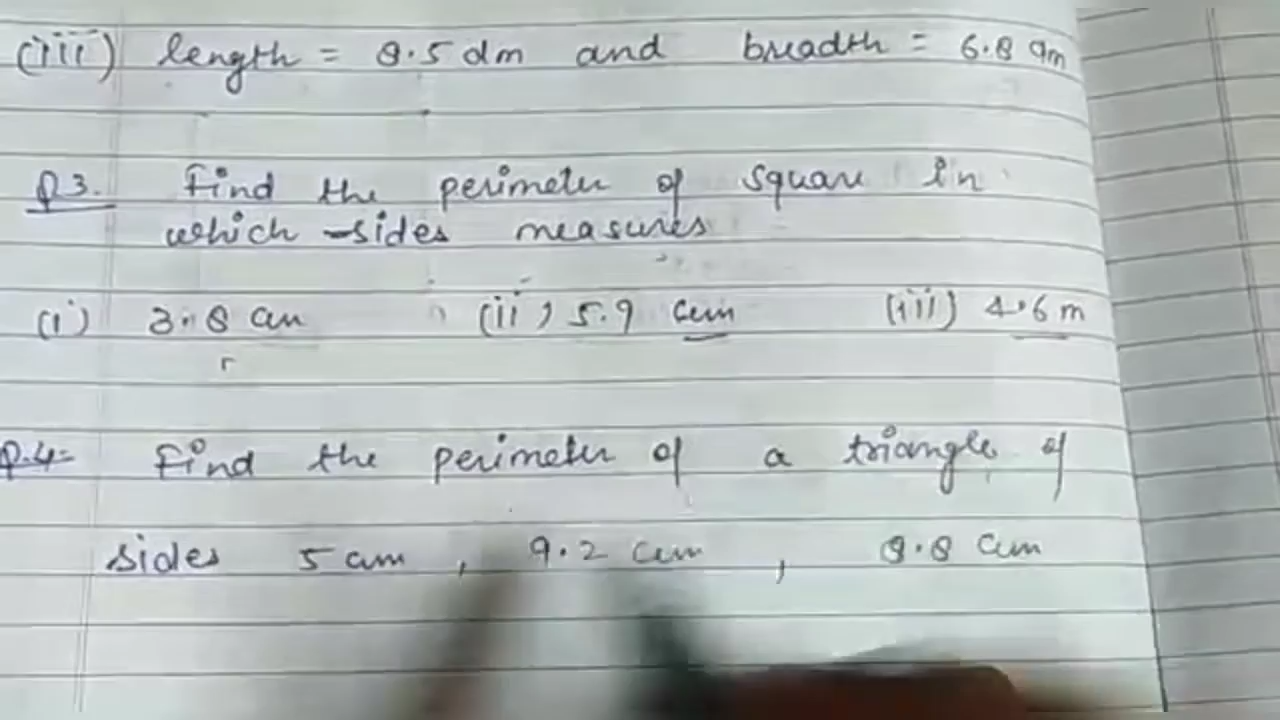 (iii) length = 8.5 dm and breadth = 6.8 dm
Q3. Find the perimeter of square in
which sides measures
(i) 3.8 cm (ii) 5.9 cm (iii) 4.6 m
Q.4 Find the perimeter of a triangle of
sides 5 cm, 9.2 cm, 8.8 cm